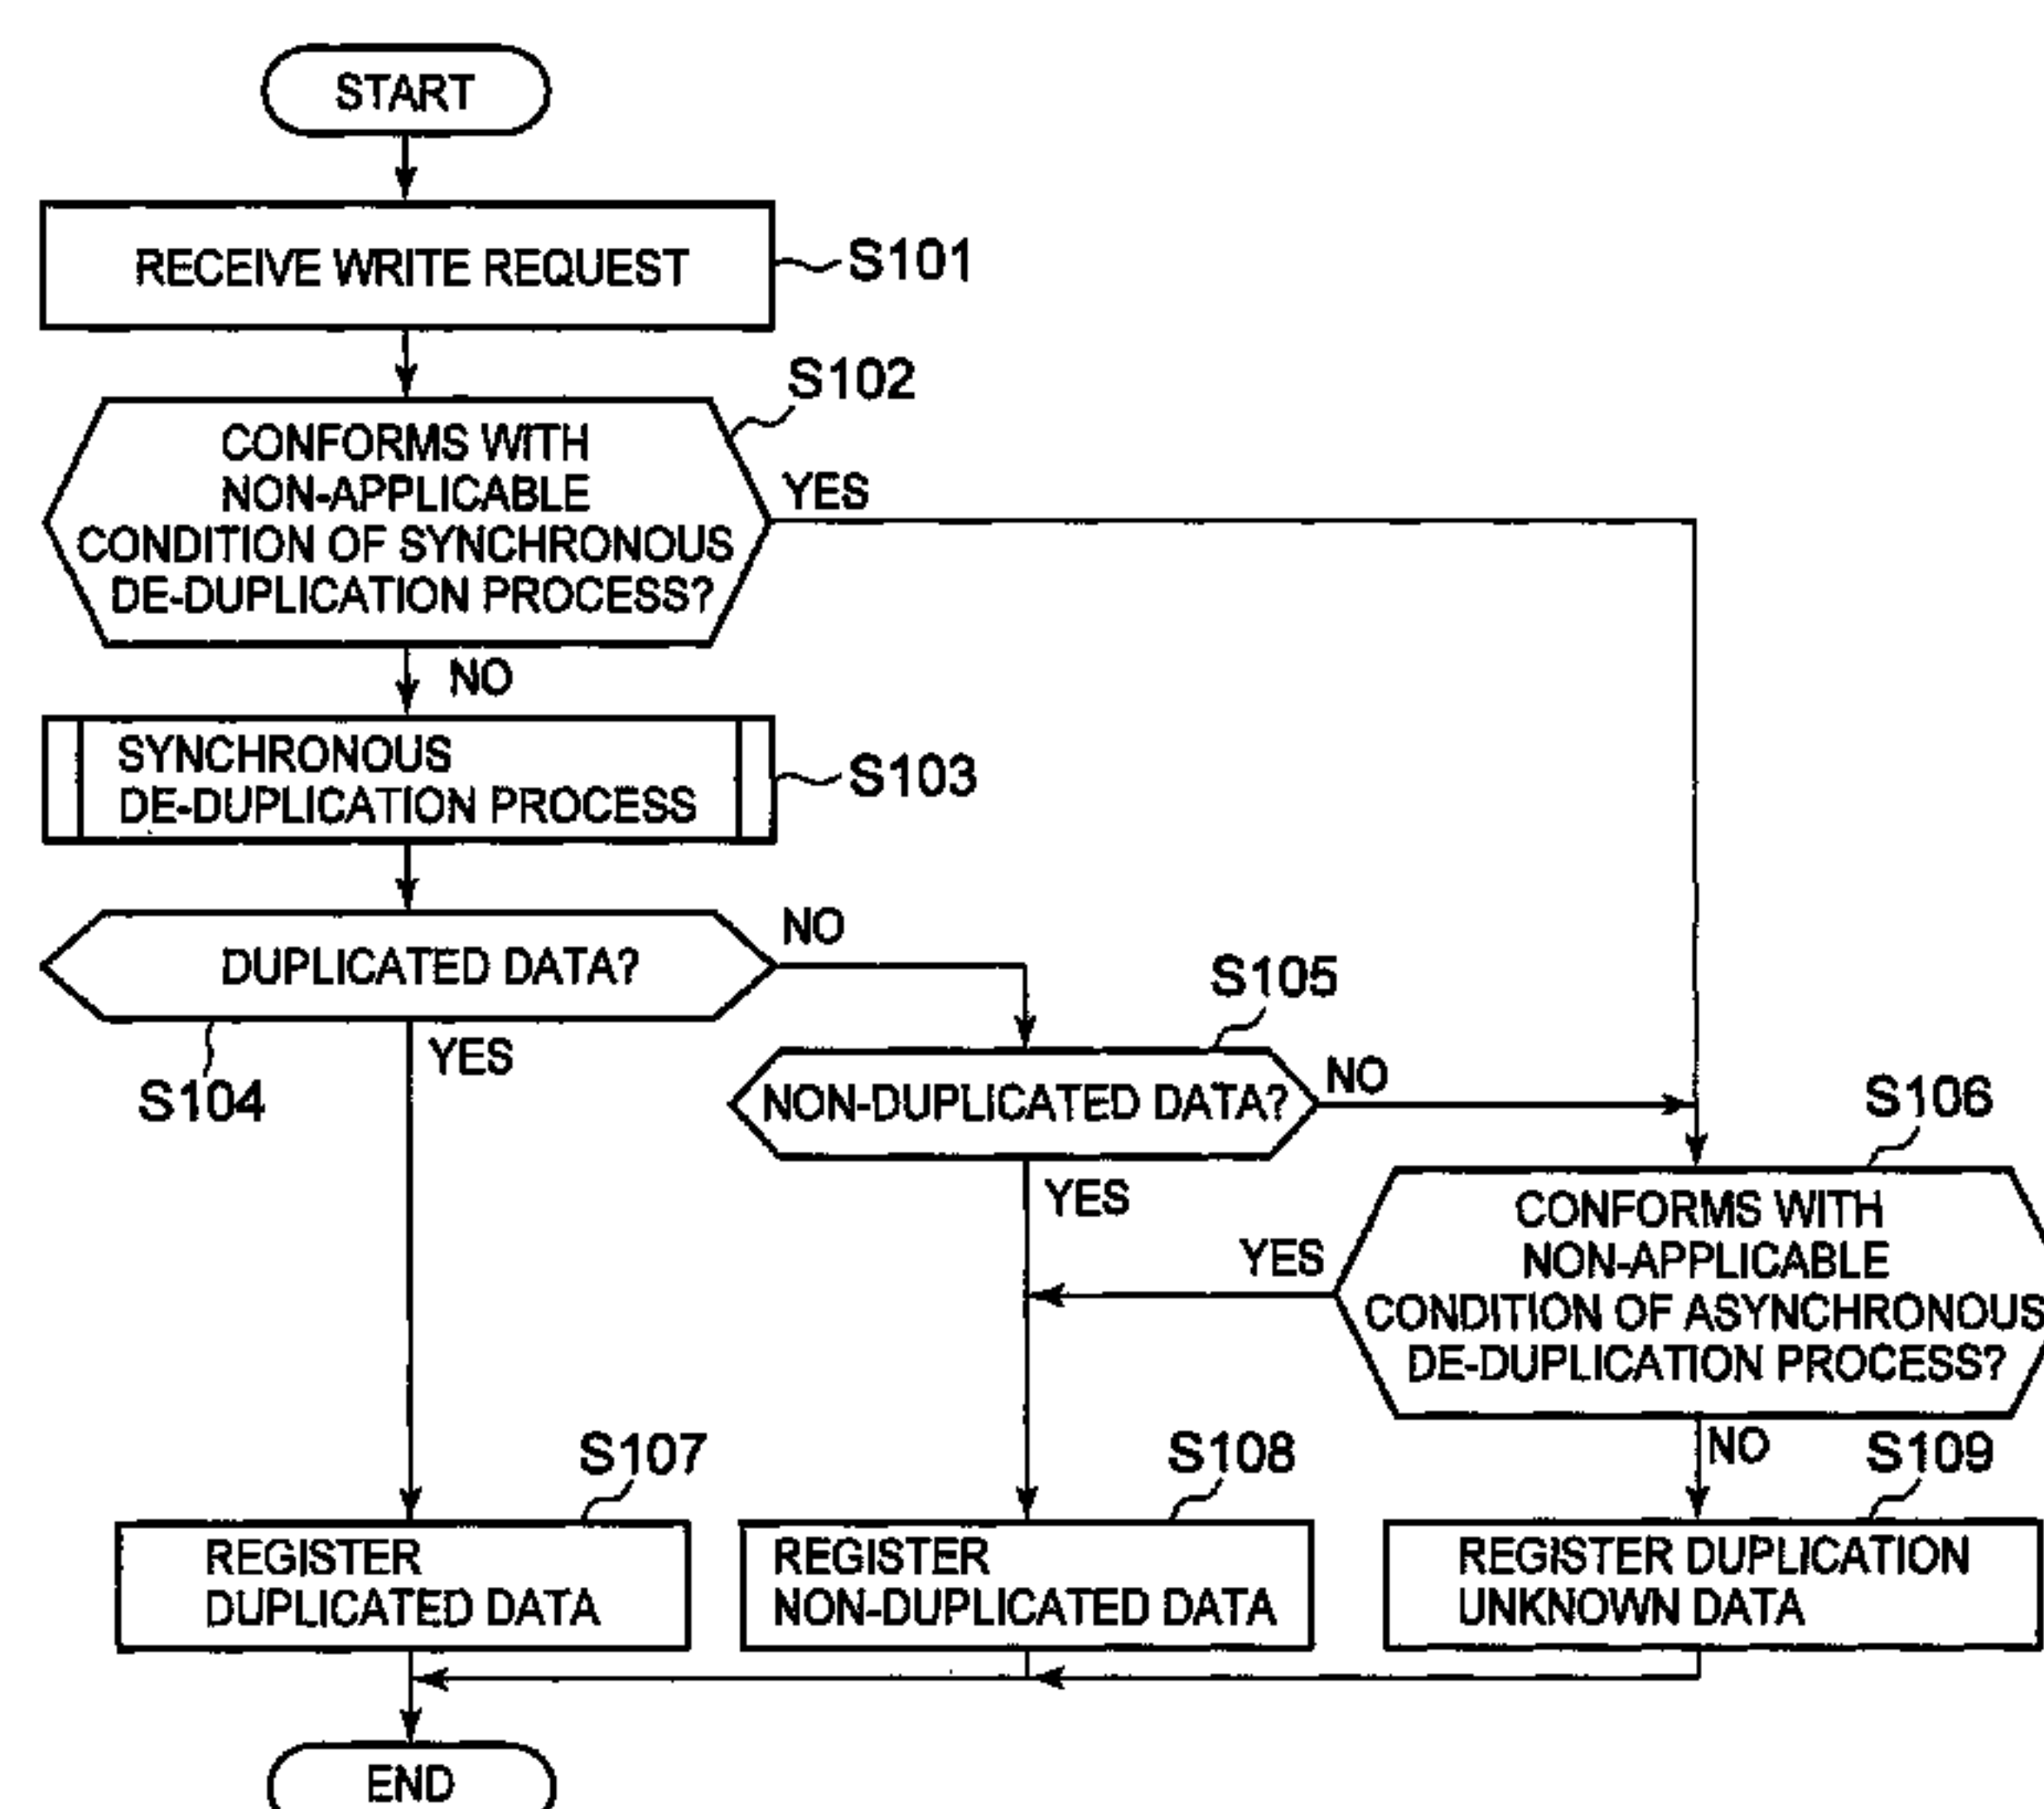 START
RECEIVE WRITE REQUEST
S101
S102
CONFORMS WITH
NON-APPLICABLE
CONDITION OF SYNCHRONOUS
DE-DUPLICATION PROCESS?
YES
NO
SYNCHRONOUS
DE-DUPLICATION PROCESS
S103
DUPLICATED DATA?
NO
S104
YES
S105
NON-DUPLICATED DATA?
NO
YES
S106
CONFORMS WITH
NON-APPLICABLE
CONDITION OF ASYNCHRONOUS
DE-DUPLICATION PROCESS?
YES
NO
S107
REGISTER
DUPLICATED DATA
S108
REGISTER
NON-DUPLICATED DATA
S109
REGISTER DUPLICATION
UNKNOWN DATA
END